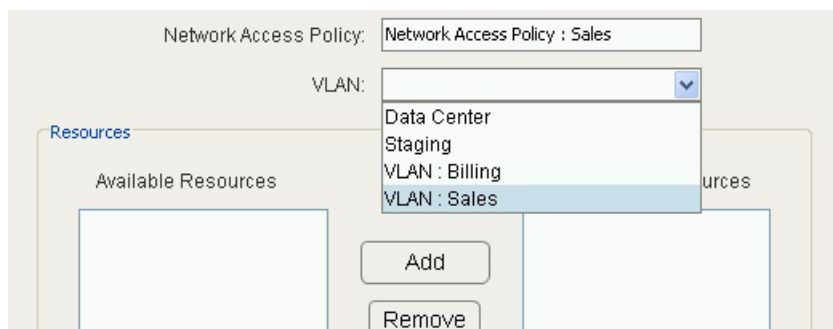 Network Access Policy: Network Access Policy : Sales
VLAN:
Data Center
Staging
VLAN : Billing
VLAN : Sales
Resources
Available Resources
urces
Add
Remove